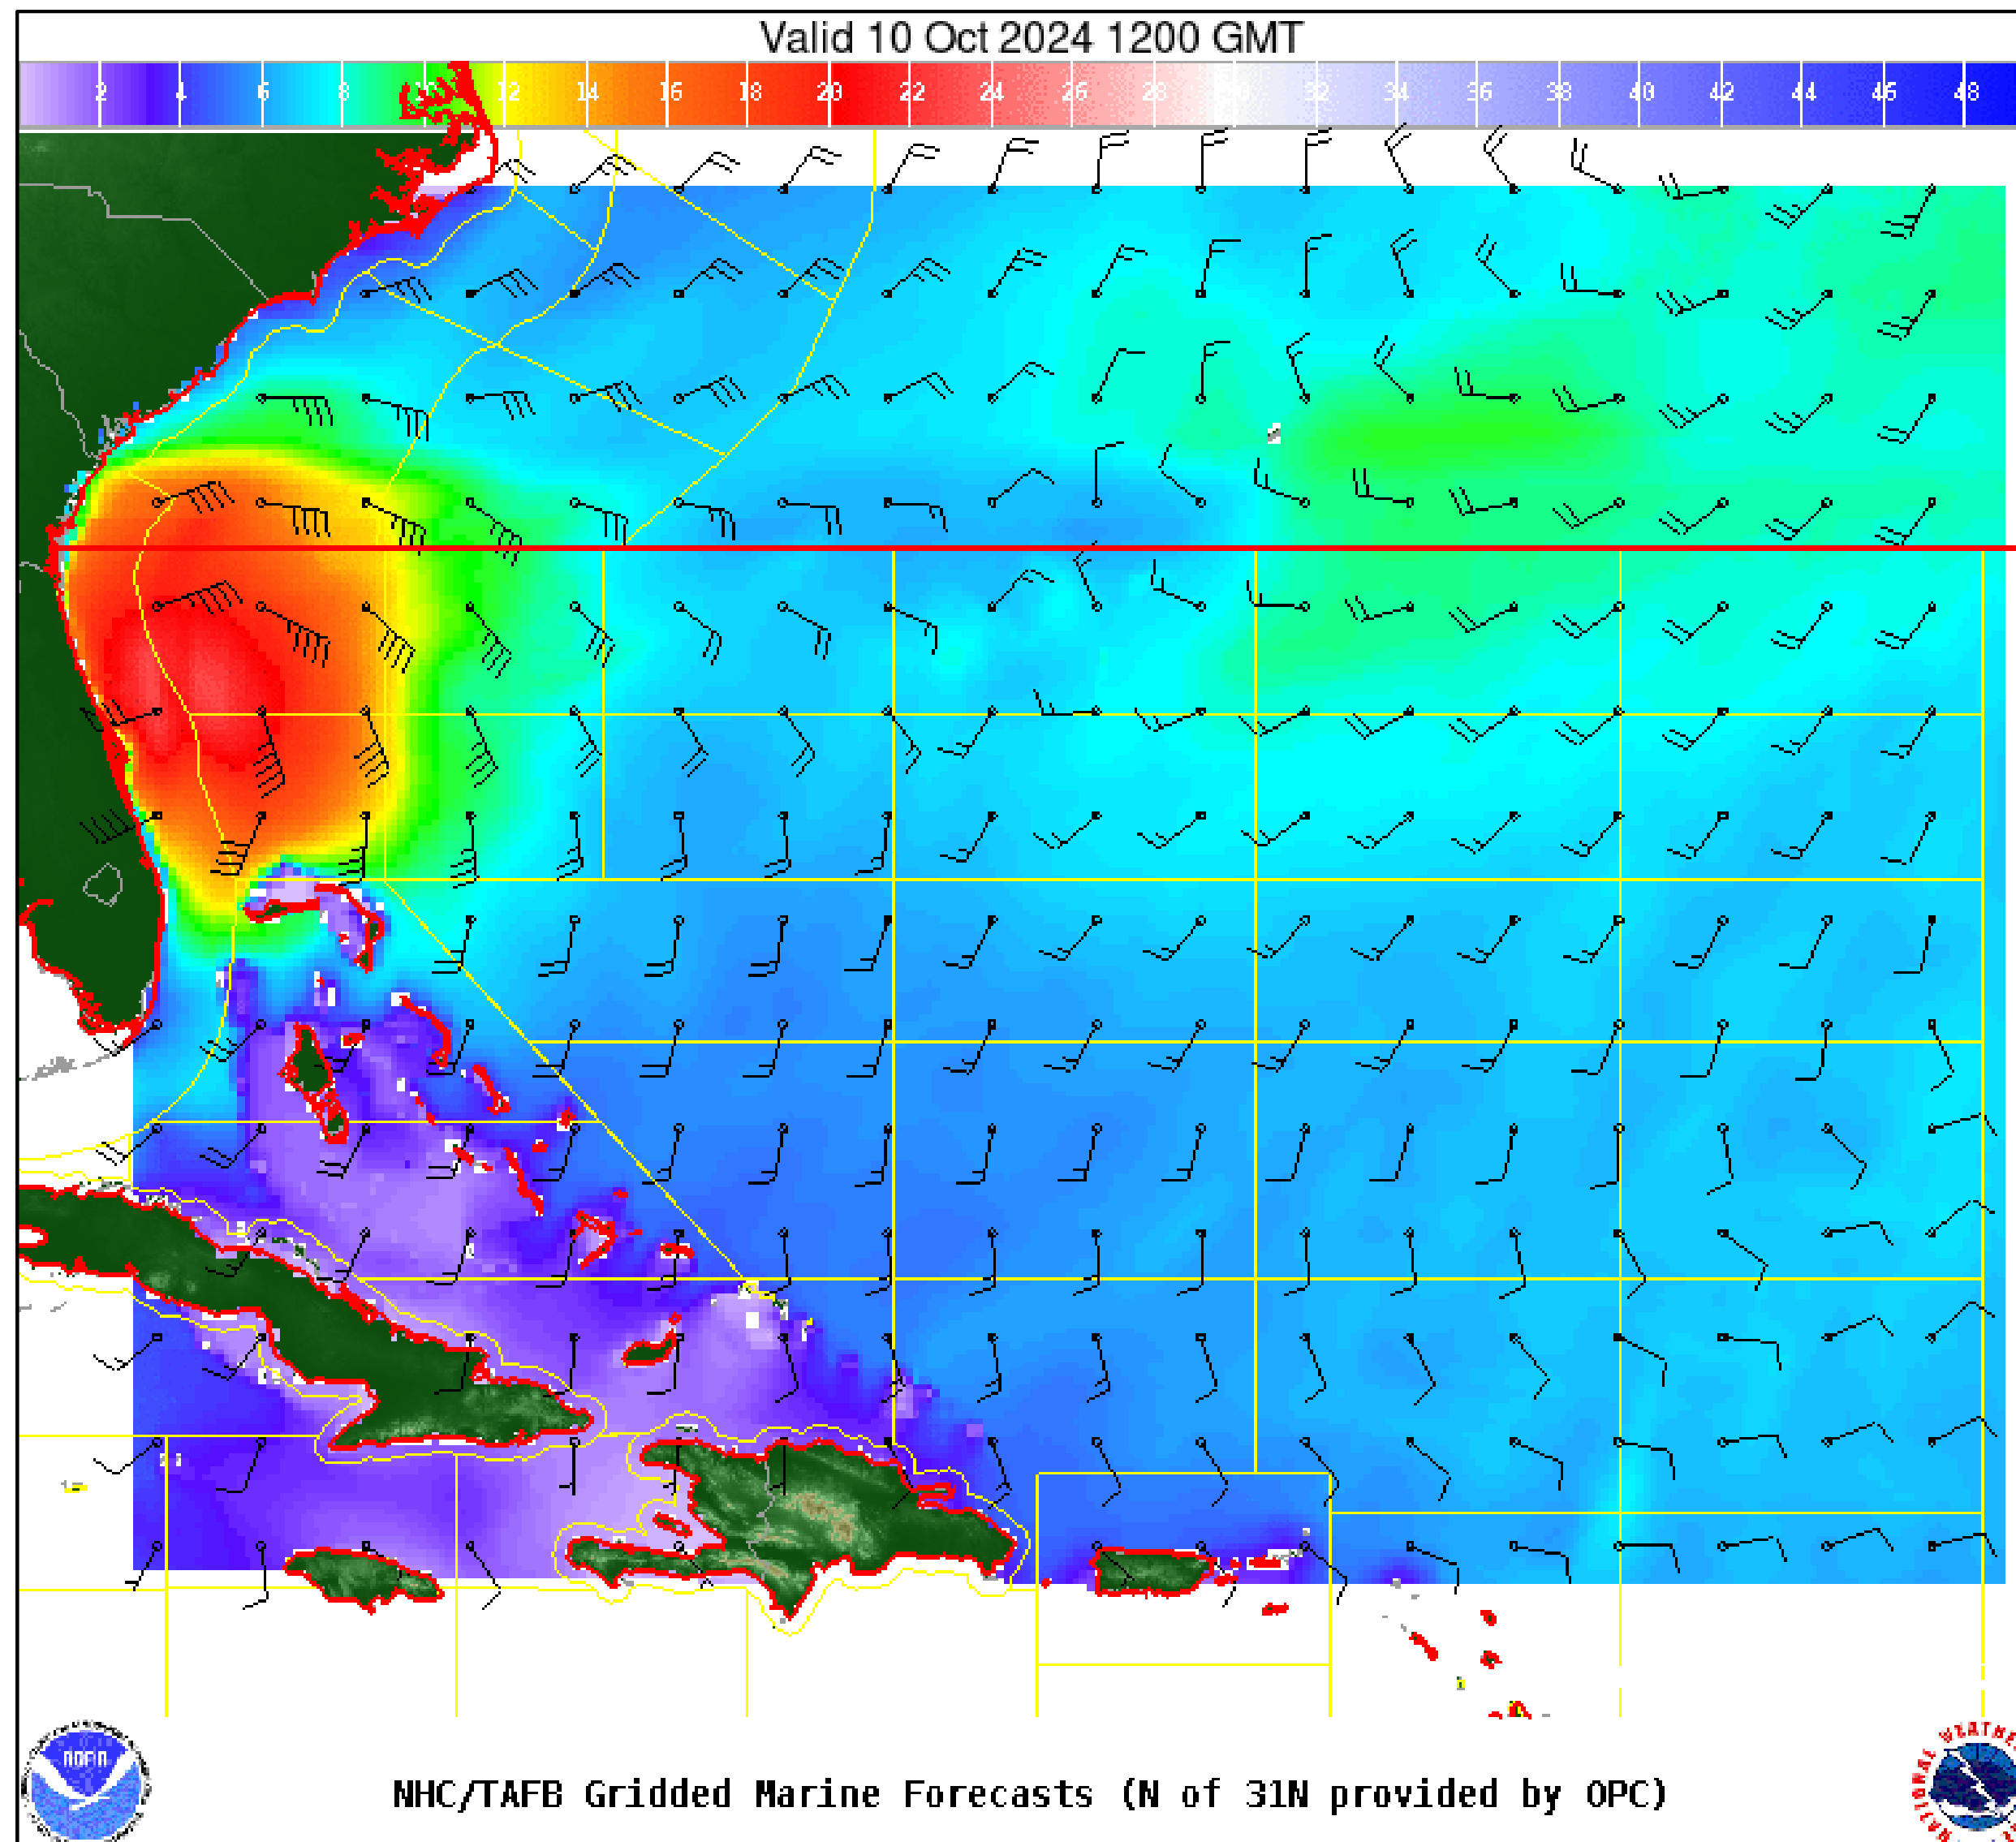 Valid 10 Oct 2024 1200 GMT
2 4 6 8 10 12 14 16 18 20 22 24 26 28 30 32 34 36 38 40 42 44 46 48
NOAA
NHC/TAFB Gridded Marine Forecasts (N of 31N provided by OPC)